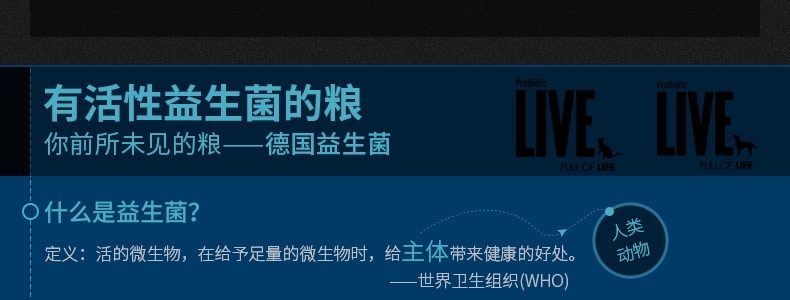 有活性益生菌的粮
你前所未见的粮——德国益生菌
ProBiotic
LIVE
FULL OF LIFE
ProBiotic
LIVE
FULL OF LIFE
什么是益生菌？
定义：活的微生物，在给予足量的微生物时，给主体带来健康的好处。
——世界卫生组织(WHO)
人类
动物